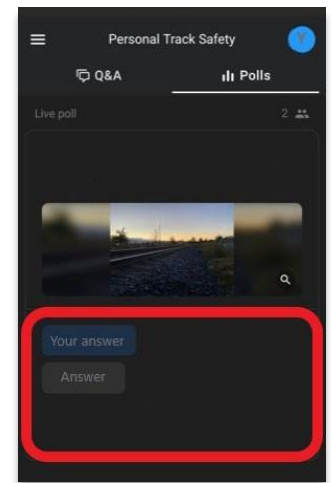 Personal Track Safety
Y
Q&A
Polls
Live poll
2
Your answer
Answer